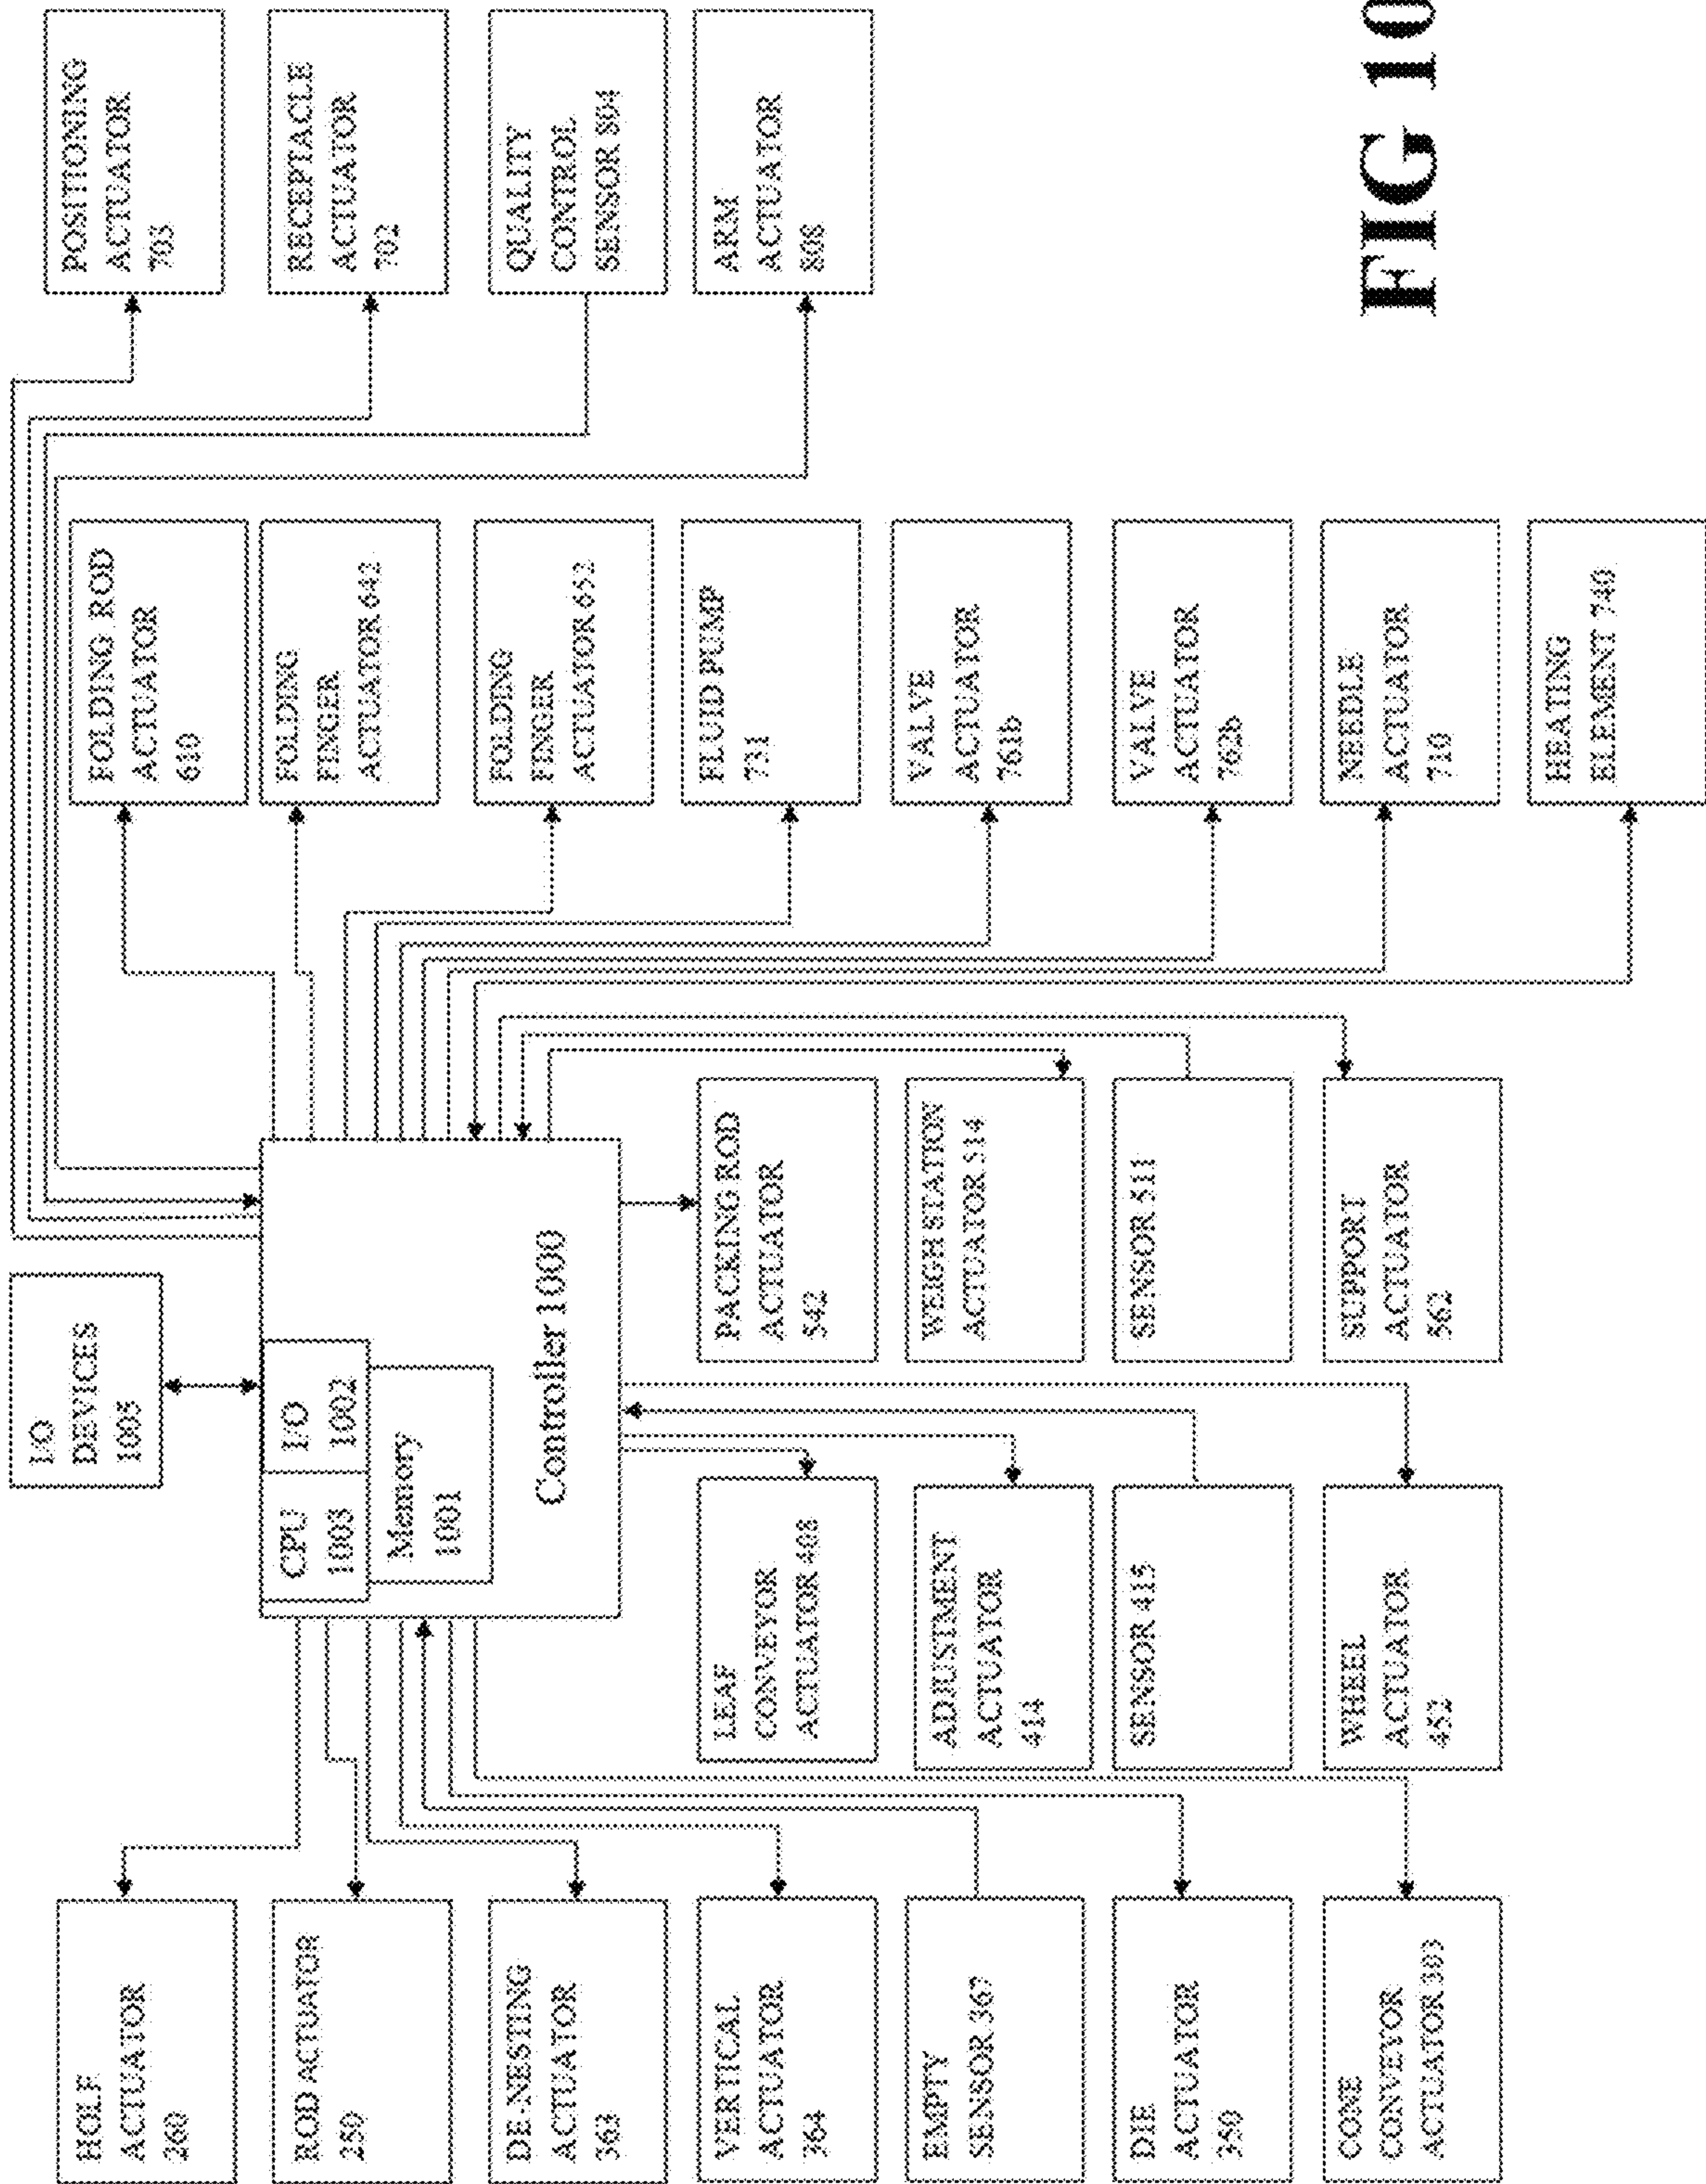 HOLF
ACTUATOR
260
ROD ACTUATOR
250
DE-NESTING
ACTUATOR
363
VERTICAL
ACTUATOR
364
EMPTY
SENSOR 367
DIE
ACTUATOR
350
CONE
CONVEYOR
ACTUATOR 303
I/O
DEVICES
1005
CPU
1003
I/O
1002
Memory
1001
Controller 1000
LEAF
CONVEYOR
ACTUATOR 408
ADJUSTMENT
ACTUATOR
414
SENSOR 415
WHEEL
ACTUATOR
452
PACKING ROD
ACTUATOR
542
WEIGH STATION
ACTUATOR 514
SENSOR 511
SUPPORT
ACTUATOR
562
FOLDING ROD
ACTUATOR
610
FOLDING
FINGER
ACTUATOR 642
FOLDING
FINGER
ACTUATOR 652
FLUID PUMP
731
VALVE
ACTUATOR
761b
VALVE
ACTUATOR
762b
NEEDLE
ACTUATOR
710
HEATING
ELEMENT 740
POSITIONING
ACTUATOR
703
RECEPTACLE
ACTUATOR
702
QUALITY
CONTROL
SENSOR 804
ARM
ACTUATOR
808
FIG 10